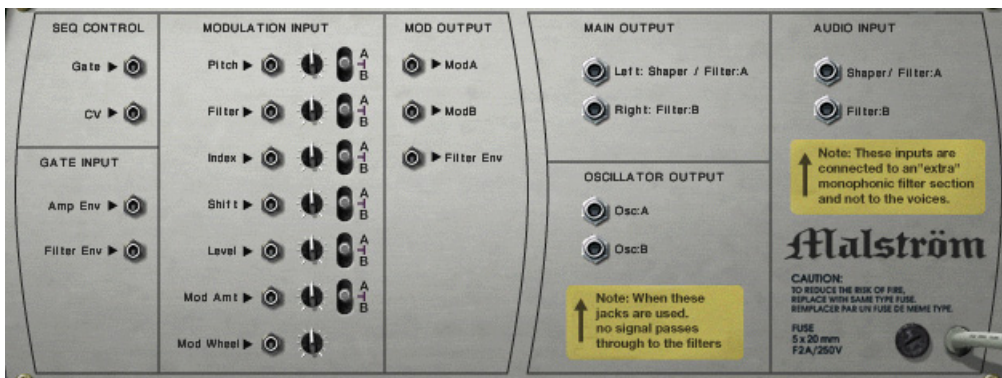 SEQ CONTROL
Gate
CV
GATE INPUT
Amp Env
Filter Env
MODULATION INPUT
Pitch
A
B
Filter
A
B
Index
A
B
Shift
A
B
Level
A
B
Mod Amt
A
B
Mod Wheel
MOD OUTPUT
ModA
ModB
Filter Env
MAIN OUTPUT
Left: Shaper / Filter:A
Right: Filter:B
OSCILLATOR OUTPUT
Osc:A
Osc:B
Note: When these
jacks are used.
no signal passes
through to the filters
AUDIO INPUT
Shaper/ Filter:A
Filter:B
Note: These inputs are
connected to an"extra"
monophonic filter section
and not to the voices.
Malström
CAUTION:
TO REDUCE THE RISK OF FIRE,
REPLACE WITH SAME TYPE FUSE.
REMPLACER PAR UN FUSE DE MEME TYPE.
FUSE
5 x 20 mm
F2A/250V